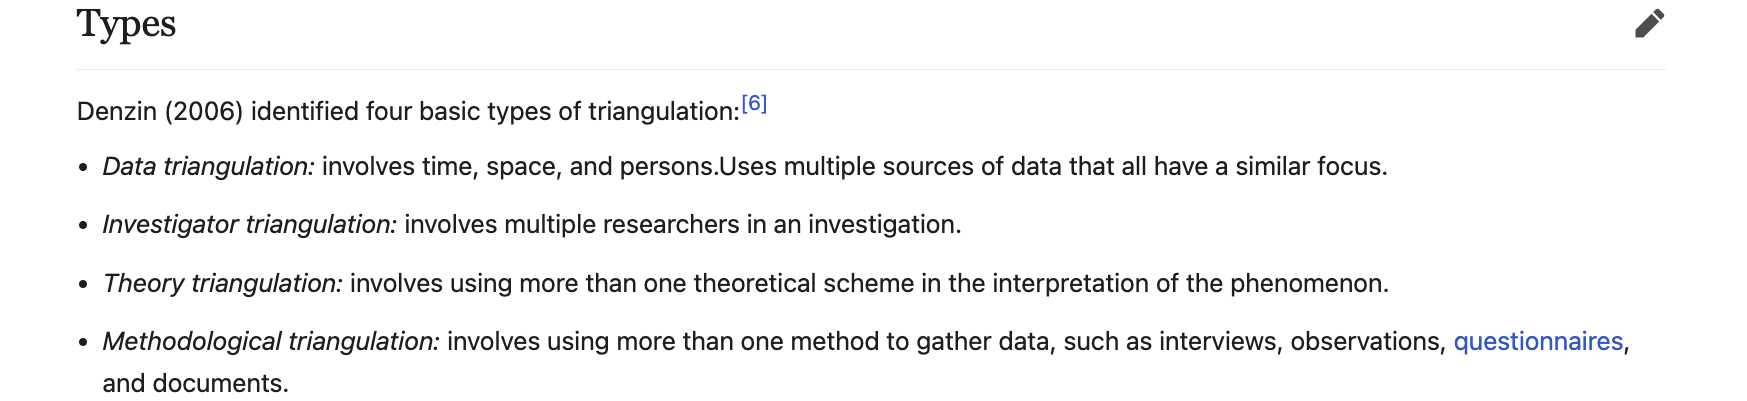 Types
Denzin (2006) identified four basic types of triangulation:[6]
• Data triangulation: involves time, space, and persons.Uses multiple sources of data that all have a similar focus.
• Investigator triangulation: involves multiple researchers in an investigation.
• Theory triangulation: involves using more than one theoretical scheme in the interpretation of the phenomenon.
• Methodological triangulation: involves using more than one method to gather data, such as interviews, observations, questionnaires,
and documents.